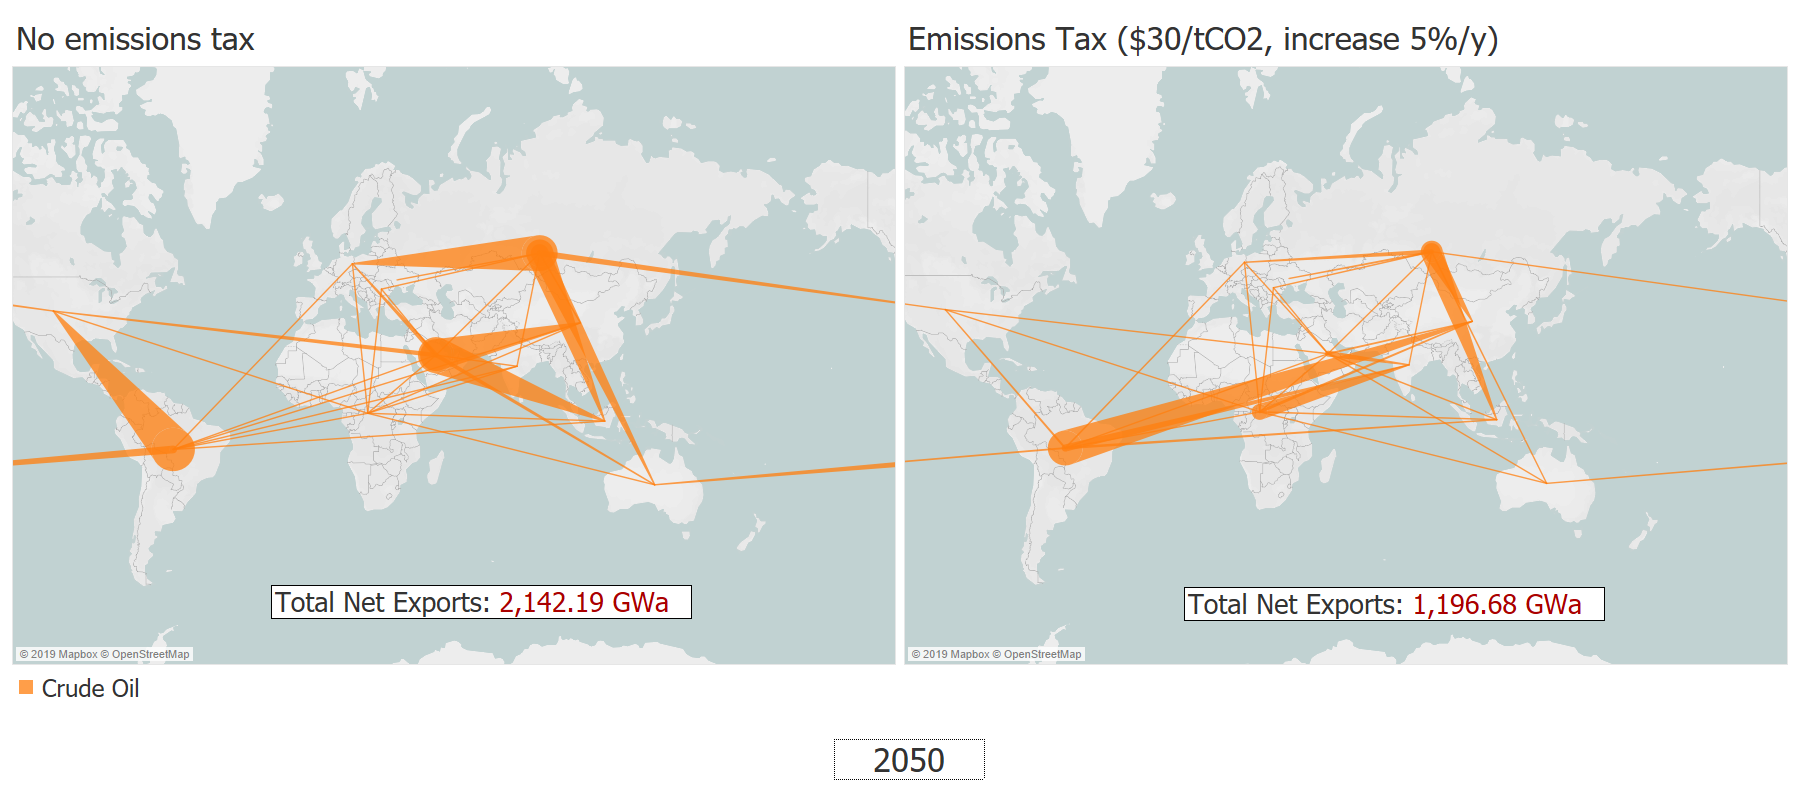 No emissions tax
Emissions Tax ($30/tCO2, increase 5%/y)
Total Net Exports: 2,142.19 GWa
Total Net Exports: 1,196.68 GWa
© 2019 Mapbox © OpenStreetMap
© 2019 Mapbox © OpenStreetMap
Crude Oil
2050